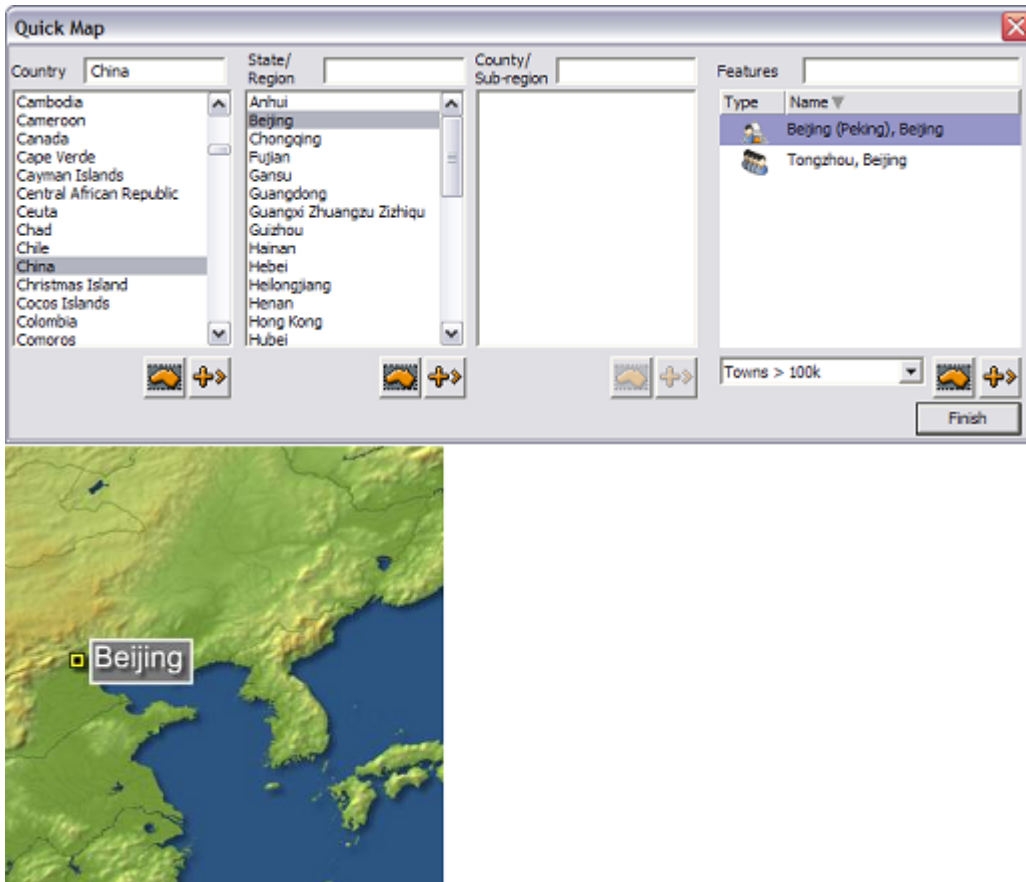 Quick Map
Country China
State/
Region
County/
Sub-region
Features
Cambodia
Cameroon
Canada
Cape Verde
Cayman Islands
Central African Republic
Ceuta
Chad
Chile
China
Christmas Island
Cocos Islands
Colombia
Comoros
Anhui
Beijing
Chongqing
Fujian
Gansu
Guangdong
Guangxi Zhuangzu Zizhiqu
Guizhou
Hainan
Hebei
Heilongjiang
Henan
Hong Kong
Hubei
Type Name
Beijing (Peking), Beijing
Tongzhou, Beijing
Towns > 100k
Finish
Beijing